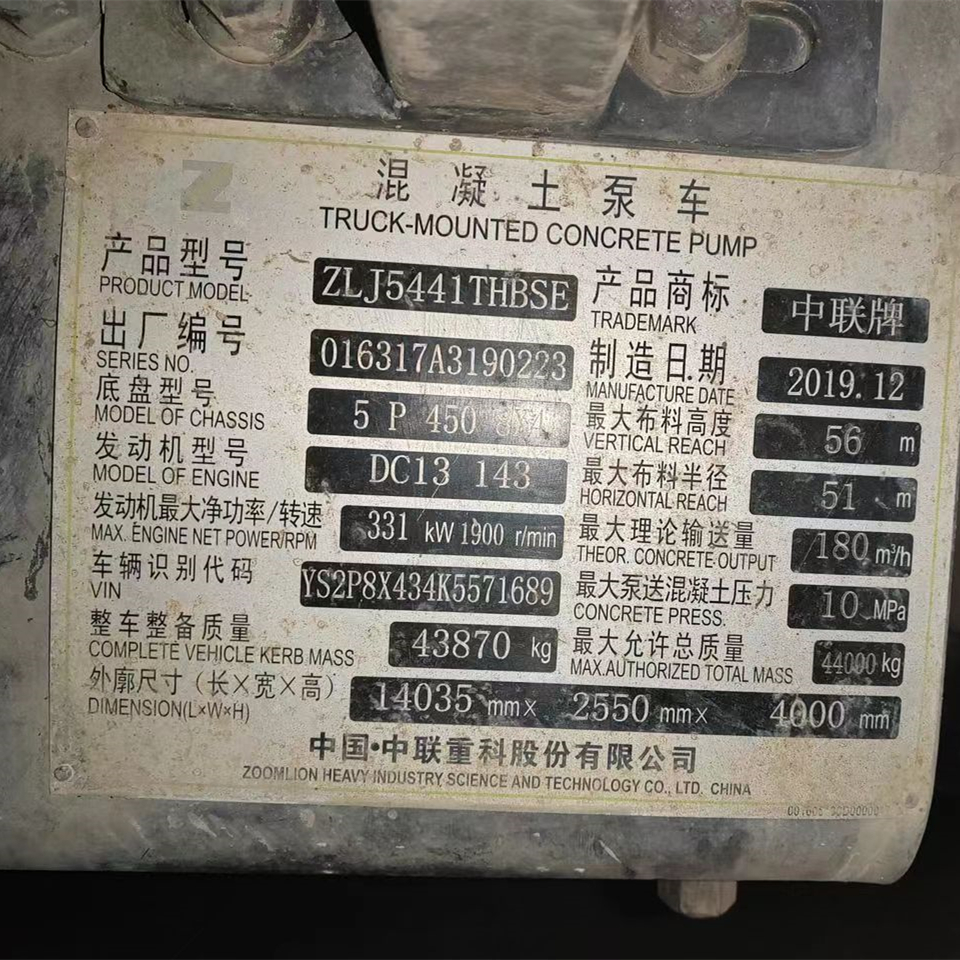 Z
混凝土泵车
TRUCK-MOUNTED CONCRETE PUMP
产品型号 ZLJ5441THBSE 产品商标 中联牌
PRODUCT MODEL TRADEMARK
出厂编号 016317A3190223 制造日期 2019.12
SERIES NO. MANUFACTURE DATE
底盘型号 5 P 450 8X4 最大布料高度 56 m
MODEL OF CHASSIS VERTICAL REACH
发动机型号 DC13 143 最大布料半径 51 m
MODEL OF ENGINE HORIZONTAL REACH
发动机最大净功率/转速 331 kW 1900 r/min 最大理论输送量 180 m³/h
MAX. ENGINE NET POWER/RPM THEOR. CONCRETE OUTPUT
车辆识别代码 YS2P8X434K5571689 最大泵送混凝土压力 10 MPa
VIN CONCRETE PRESS.
整车整备质量 43870 kg 最大允许总质量 44000 kg
COMPLETE VEHICLE KERB MASS MAX.AUTHORIZED TOTAL MASS
外廓尺寸（长×宽×高） 14035 mm× 2550 mm× 4000 mm
DIMENSION(L×W×H)
中国·中联重科股份有限公司
ZOOMLION HEAVY INDUSTRY SCIENCE AND TECHNOLOGY CO., LTD. CHINA